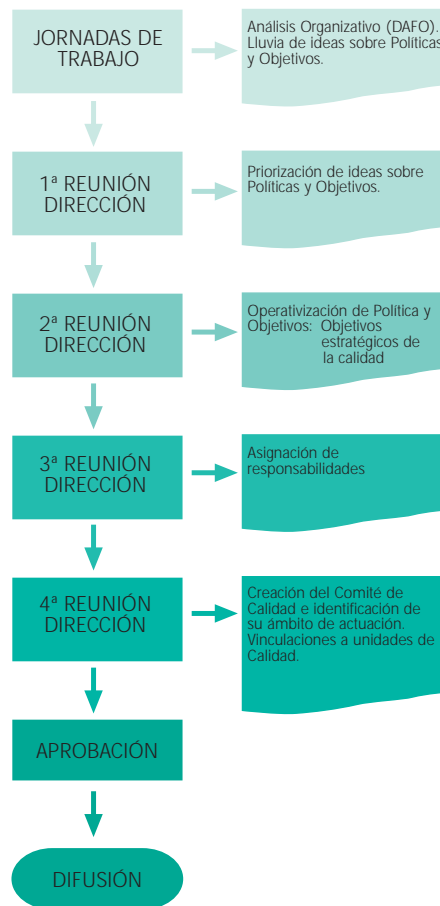 JORNADAS DE
TRABAJO
Análisis Organizativo (DAFO).
Lluvia de ideas sobre Políticas
y Objetivos.
1ª REUNIÓN
DIRECCIÓN
Priorización de ideas sobre
Políticas y Objetivos.
2ª REUNIÓN
DIRECCIÓN
Operativización de Política y
Objetivos: Objetivos
estratégicos de
la calidad
3ª REUNIÓN
DIRECCIÓN
Asignación de
responsabilidades
4ª REUNIÓN
DIRECCIÓN
Creación del Comité de
Calidad e identificación de
su ámbito de actuación.
Vinculaciones a unidades de
Calidad.
APROBACIÓN
DIFUSIÓN